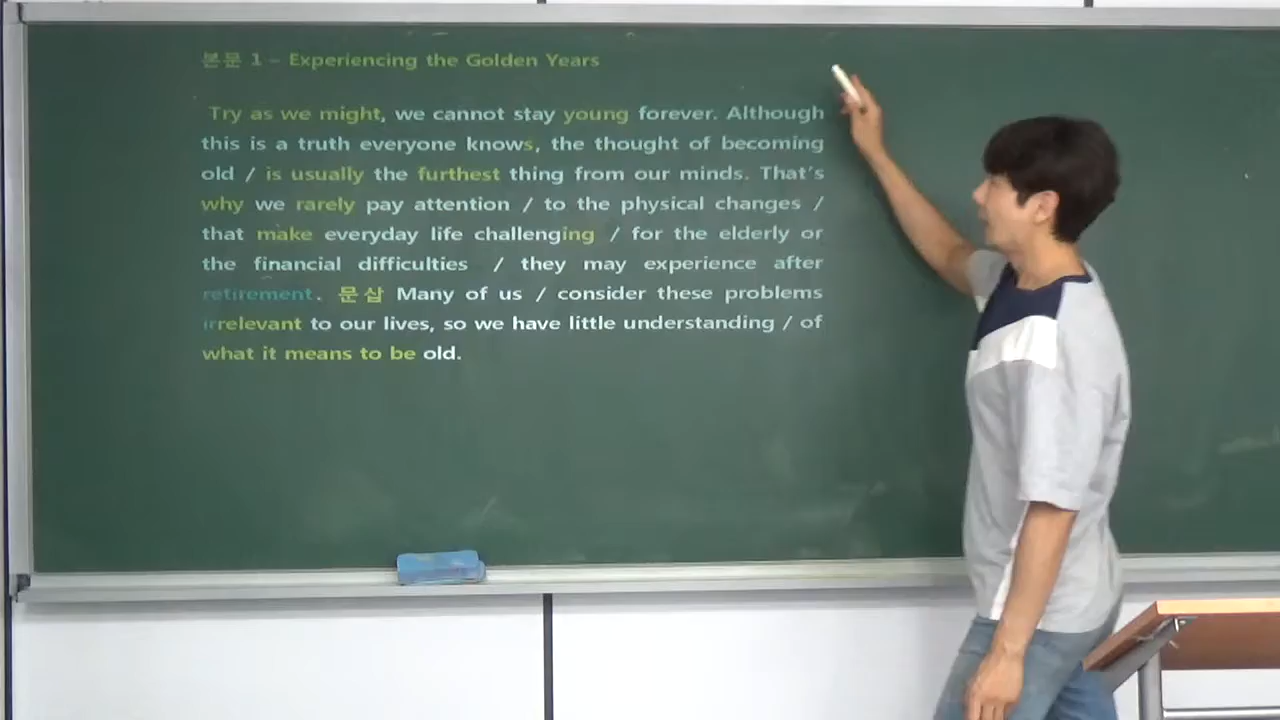 본문 1 – Experiencing the Golden Years
Try as we might, we cannot stay young forever. Although
this is a truth everyone knows, the thought of becoming
old / is usually the furthest thing from our minds. That's
why we rarely pay attention / to the physical changes /
that make everyday life challenging / for the elderly or
the financial difficulties / they may experience after
retirement. 문삽 Many of us / consider these problems
irrelevant to our lives, so we have little understanding / of
what it means to be old.